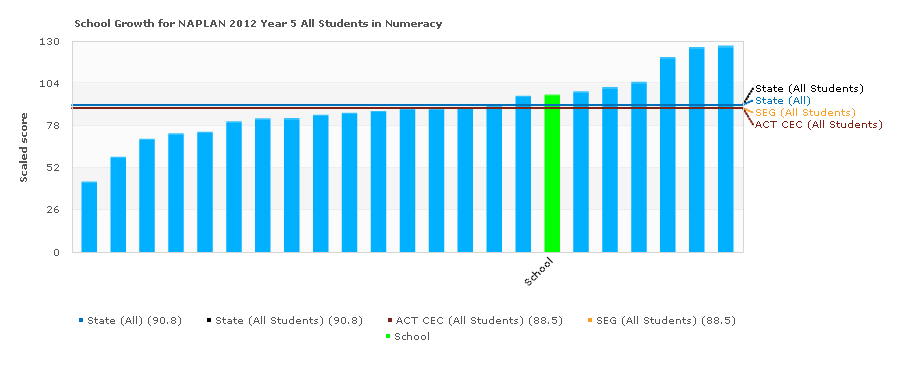 School Growth for NAPLAN 2012 Year 5 All Students in Numeracy
130
104
78
52
26
0
Scaled score
State (All Students)
State (All)
SEG (All Students)
ACT CEC (All Students)
School
State (All) (90.8) State (All Students) (90.8) ACT CEC (All Students) (88.5) SEG (All Students) (88.5)
School